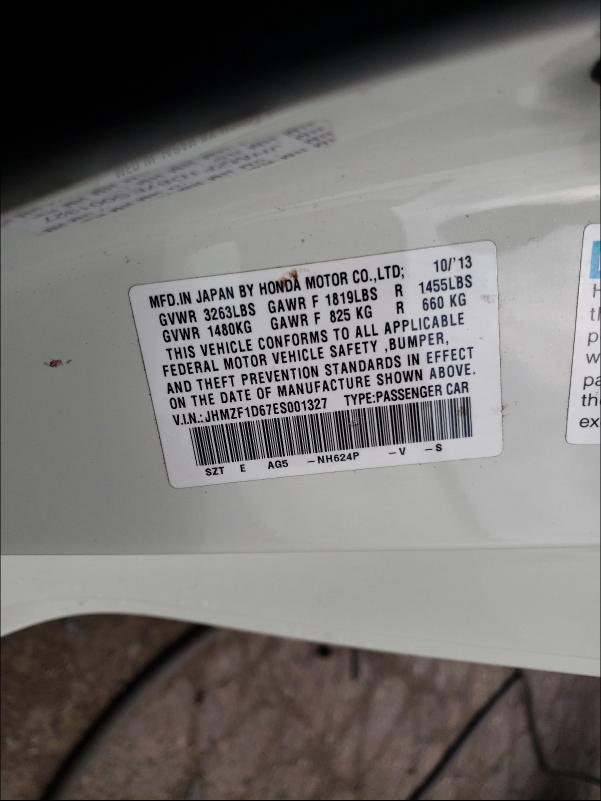 MFD.IN JAPAN BY HONDA MOTOR CO.,LTD; 10/'13
GVWR 3263LBS GAWR F 1819LBS R 1455LBS
GVWR 1480KG GAWR F 825 KG R 660 KG
THIS VEHICLE CONFORMS TO ALL APPLICABLE
FEDERAL MOTOR VEHICLE SAFETY ,BUMPER,
AND THEFT PREVENTION STANDARDS IN EFFECT
ON THE DATE OF MANUFACTURE SHOWN ABOVE.
V.I.N.:JHMZF1D67ES001327 TYPE:PASSENGER CAR
SZT E AG5 -NH624P -V -S